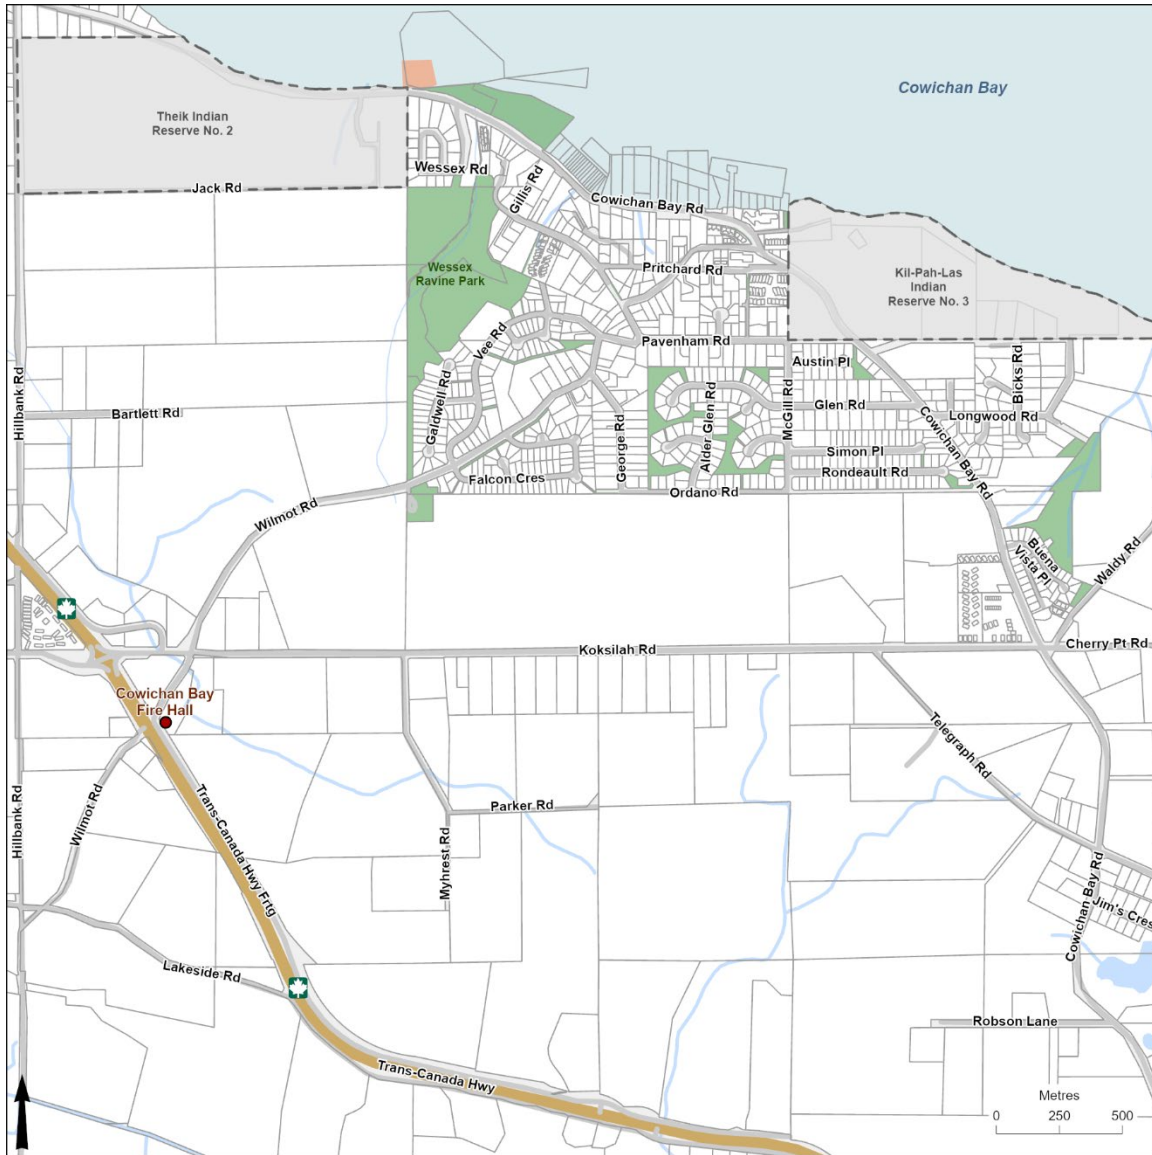 Cowichan Bay
Theik Indian
Reserve No. 2
Jack Rd
Wessex Rd
Gillis Rd
Cowichan Bay Rd
Pritchard Rd
Wessex
Ravine Park
Kil-Pah-Las
Indian
Reserve No. 3
Vee Rd
Pavenham Rd
Austin Pl
Bicks Rd
Hillbank Rd
Bartlett Rd
Galdwell Rd
George Rd
Alder Glen Rd
McGill Rd
Glen Rd
Longwood Rd
Cowichan Bay Rd
Simon Pl
Rondeault Rd
Falcon Cres
Ordano Rd
Wilmot Rd
Buena
Vista Pl
Waldy Rd
Koksilah Rd
Cherry Pt Rd
Cowichan Bay
Fire Hall
Telegraph Rd
Wilmot Rd
Hillbank Rd
Trans-Canada Hwy Frtg
Parker Rd
Myhrest Rd
Jim's Cres
Cowichan Bay Rd
Lakeside Rd
Robson Lane
Trans-Canada Hwy
Metres
0 250 500